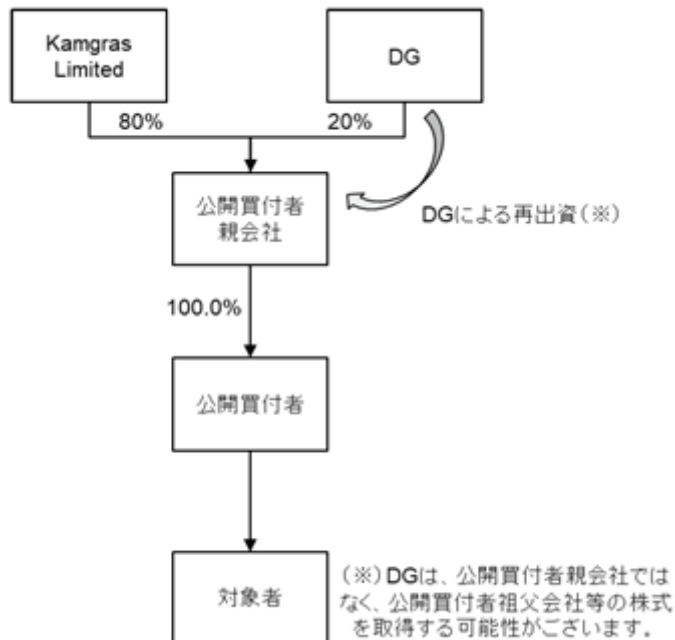 Kamgras
Limited
DG
80%
20%
公開買付者
親会社
DGによる再出資(※)
100.0%
公開買付者
対象者
(※)DGは、公開買付者親会社では
なく、公開買付者祖父会社等の株式
を取得する可能性がございます。